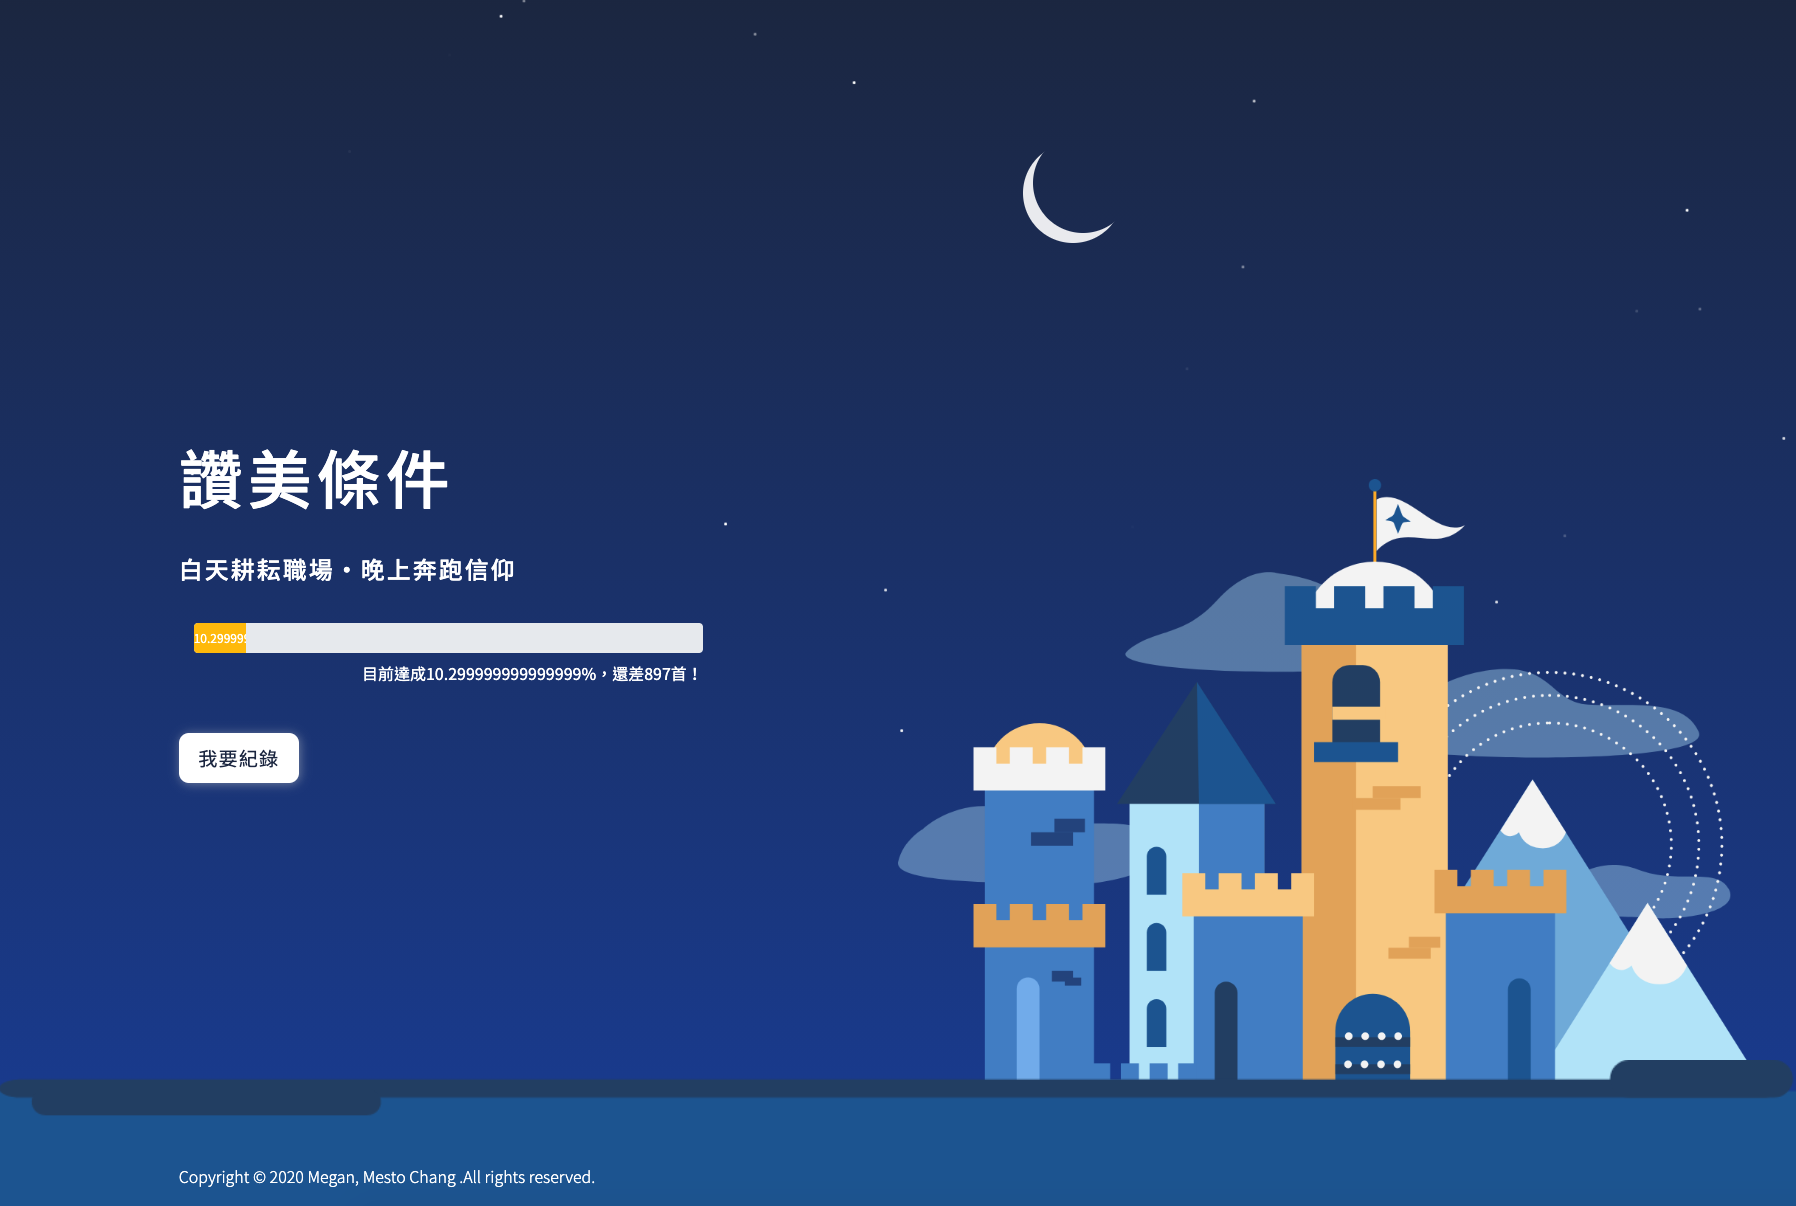 讚美條件
白天耕耘職場・晚上奔跑信仰
10.299999
目前達成10.299999999999999%，還差897首！
我要紀錄
Copyright © 2020 Megan, Mesto Chang .All rights reserved.